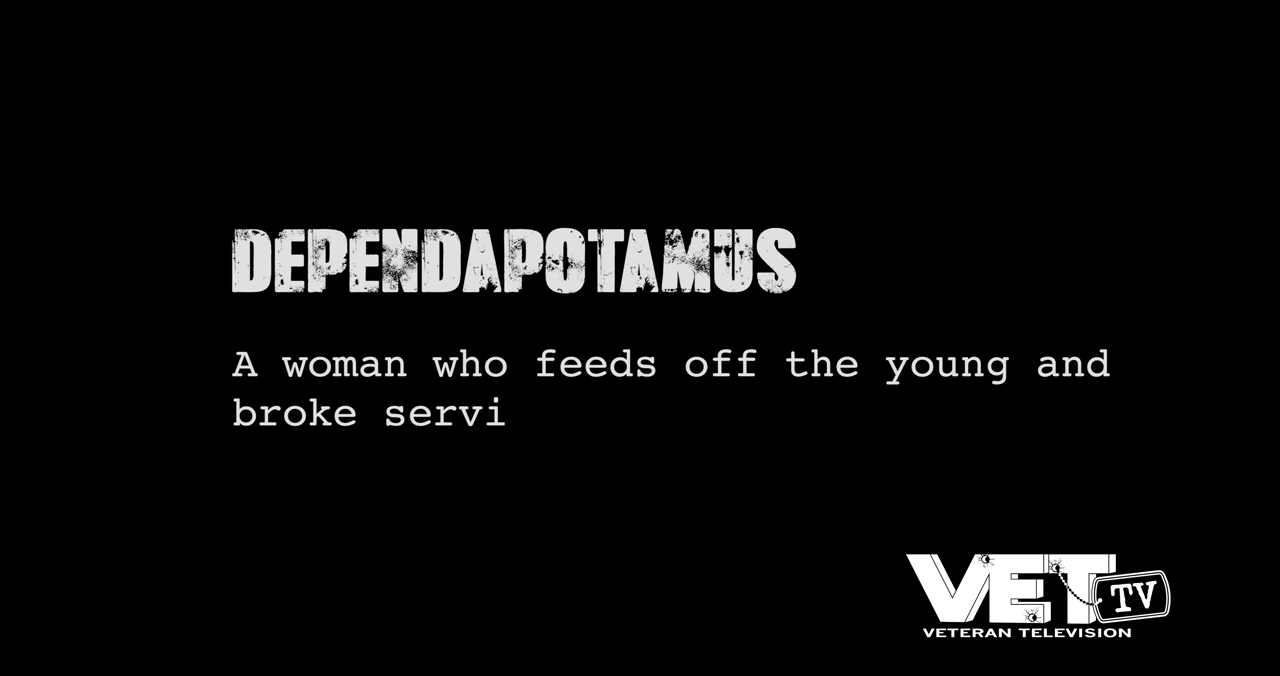 DEPENDAPOTAMUS
A woman who feeds off the young and
broke servi
VET TV
VETERAN TELEVISION